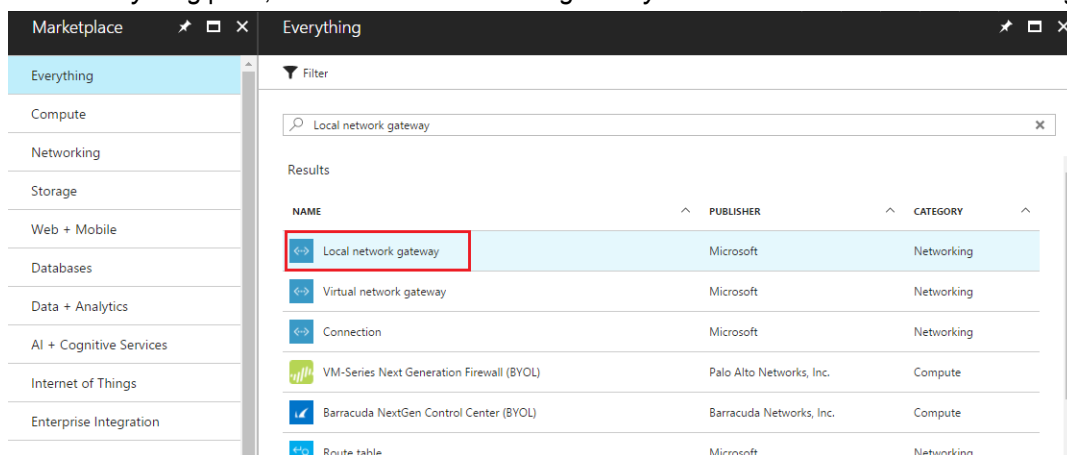 Marketplace
Everything
Everything
Compute
Networking
Storage
Web + Mobile
Databases
Data + Analytics
AI + Cognitive Services
Internet of Things
Enterprise Integration
Filter
Local network gateway
Results
NAME PUBLISHER CATEGORY
Local network gateway Microsoft Networking
Virtual network gateway Microsoft Networking
Connection Microsoft Networking
VM-Series Next Generation Firewall (BYOL) Palo Alto Networks, Inc. Compute
Barracuda NextGen Control Center (BYOL) Barracuda Networks, Inc. Compute
Route table Microsoft Networking